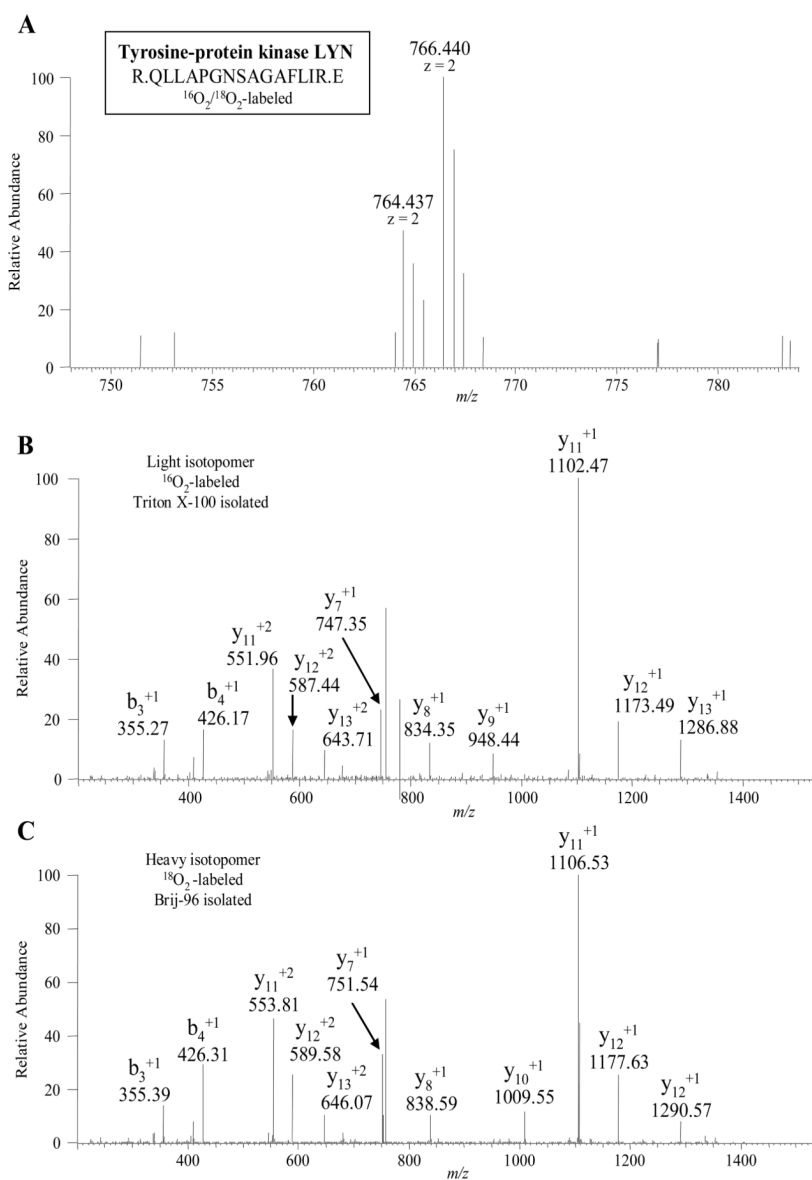 A
Tyrosine-protein kinase LYN
R.QLLAPGNSAGAFLIR.E
¹⁶O₂/¹⁸O₂-labeled
766.440
z = 2
764.437
z = 2
Relative Abundance
100
80
60
40
20
0
750
755
760
765
770
775
780
m/z
B
Light isotopomer
¹⁶O₂-labeled
Triton X-100 isolated
Relative Abundance
100
80
60
40
20
0
b₃⁺¹
355.27
b₄⁺¹
426.17
y₁₁⁺²
551.96
y₁₂⁺²
587.44
y₁₃⁺²
643.71
y₇⁺¹
747.35
y₈⁺¹
834.35
y₉⁺¹
948.44
y₁₁⁺¹
1102.47
y₁₂⁺¹
1173.49
y₁₃⁺¹
1286.88
400
600
800
1000
1200
1400
m/z
C
Heavy isotopomer
¹⁸O₂ -labeled
Brij-96 isolated
Relative Abundance
100
80
60
40
20
0
b₃⁺¹
355.39
b₄⁺¹
426.31
y₁₁⁺²
553.81
y₁₂⁺²
589.58
y₁₃⁺²
646.07
y₇⁺¹
751.54
y₈⁺¹
838.59
y₁₀⁺¹
1009.55
y₁₁⁺¹
1106.53
y₁₂⁺¹
1177.63
y₁₂⁺¹
1290.57
400
600
800
1000
1200
1400
m/z